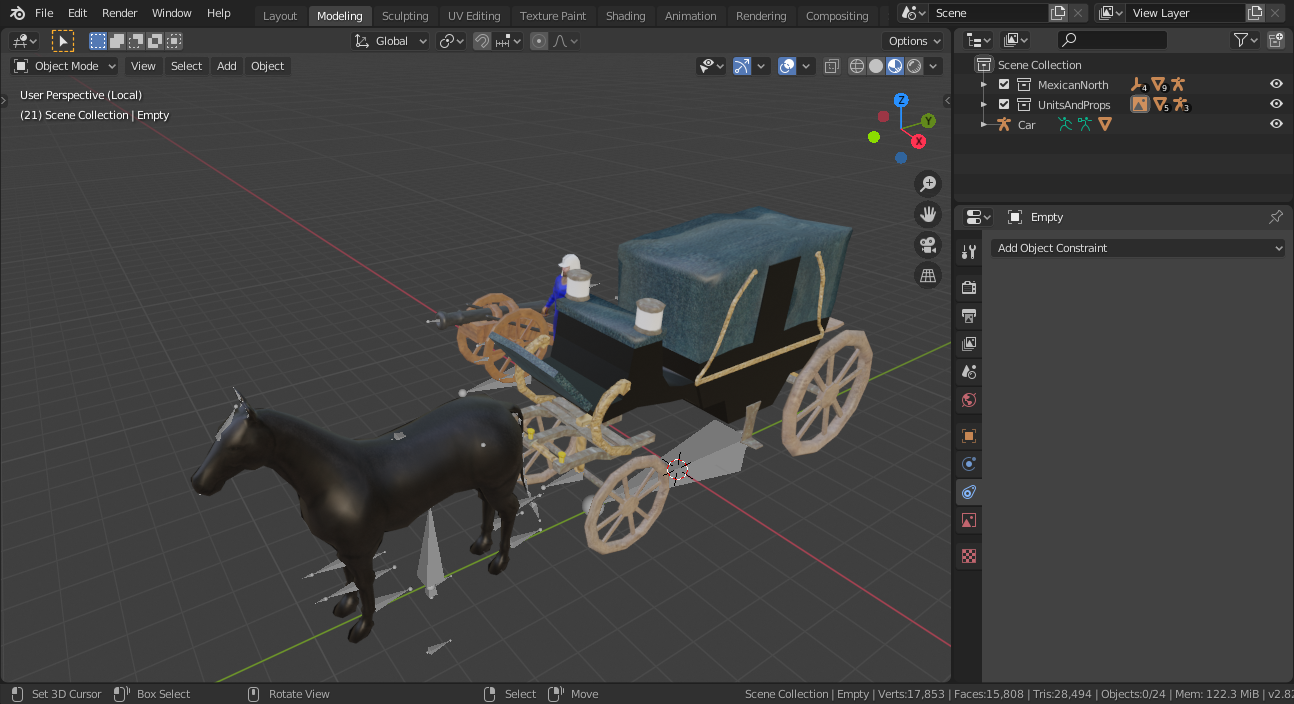 File Edit Render Window Help Layout Modeling Sculpting UV Editing Texture Paint Shading Animation Rendering Compositing Scene View Layer
Global Options
Object Mode View Select Add Object
User Perspective (Local)
(21) Scene Collection | Empty
Z
Y
X
Scene Collection
MexicanNorth 4 9
UnitsAndProps 5 3
Car
Empty
Add Object Constraint
Set 3D Cursor Box Select Rotate View Select Move Scene Collection | Empty | Verts:17,853 | Faces:15,808 | Tris:28,494 | Objects:0/24 | Mem: 122.3 MiB | v2.82